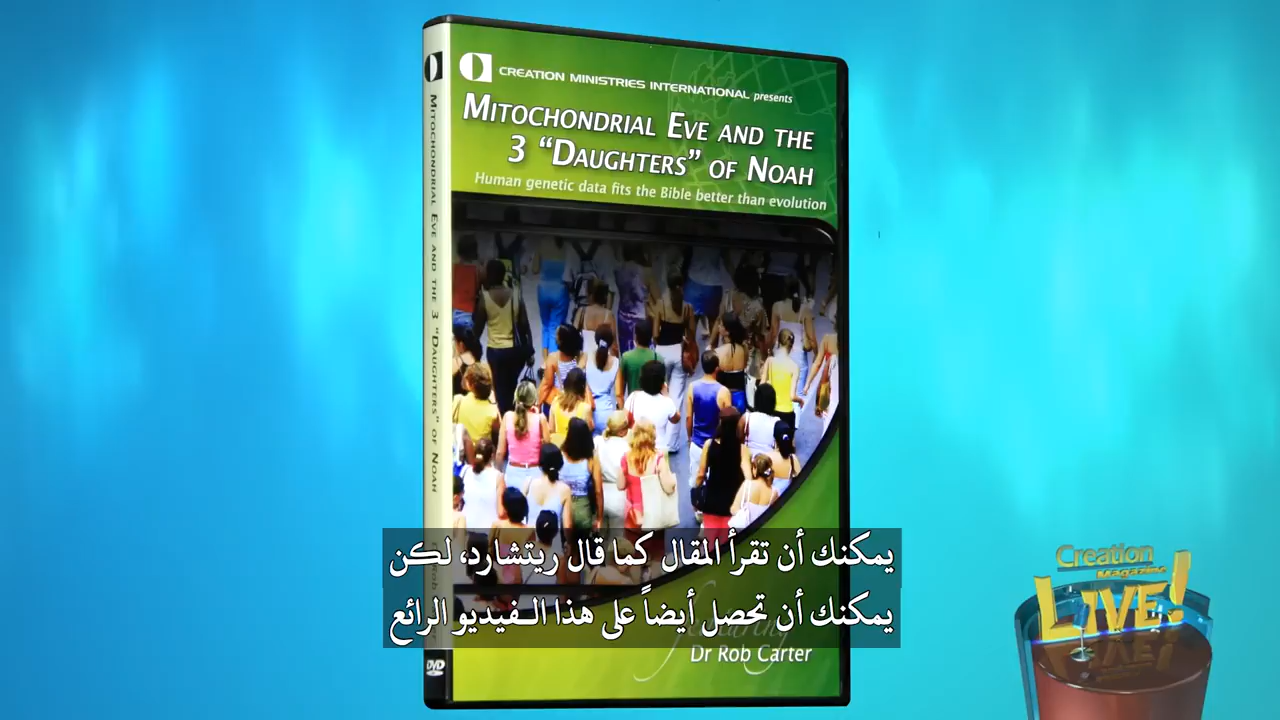 CREATION MINISTRIES INTERNATIONAL presents
MITOCHONDRIAL EVE AND THE
3 “DAUGHTERS” OF NOAH
Human genetic data fits the Bible better than evolution
MITOCHONDRIAL EVE AND THE 3 “DAUGHTERS” OF NOAH
يمكنك أن تقرأ المقال كما قال ريتشارد، لكن
يمكنك أن تحصل أيضاً على هذا الـفيديو الرائع
featuring
Dr Rob Carter
DVD
Creation
Magazine
LIVE!